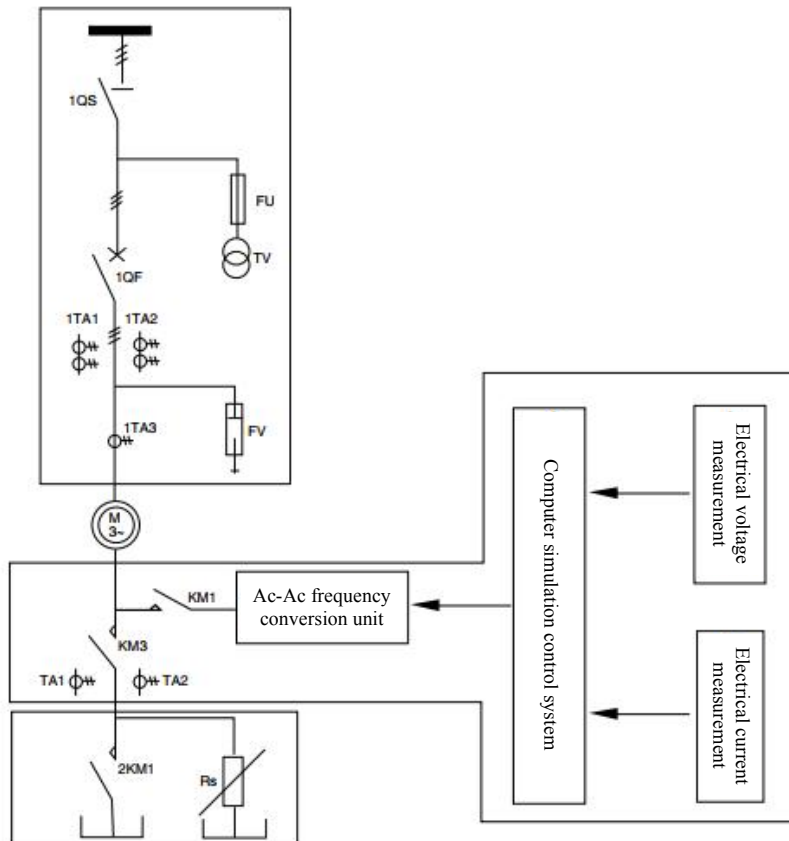 1QS
FU
TV
1QF
1TA1
1TA2
1TA3
FV
M
3~
KM1
Ac-Ac frequency
conversion unit
KM3
TA1
TA2
2KM1
Rs
Computer simulation control system
Electrical voltage
measurement
Electrical current
measurement